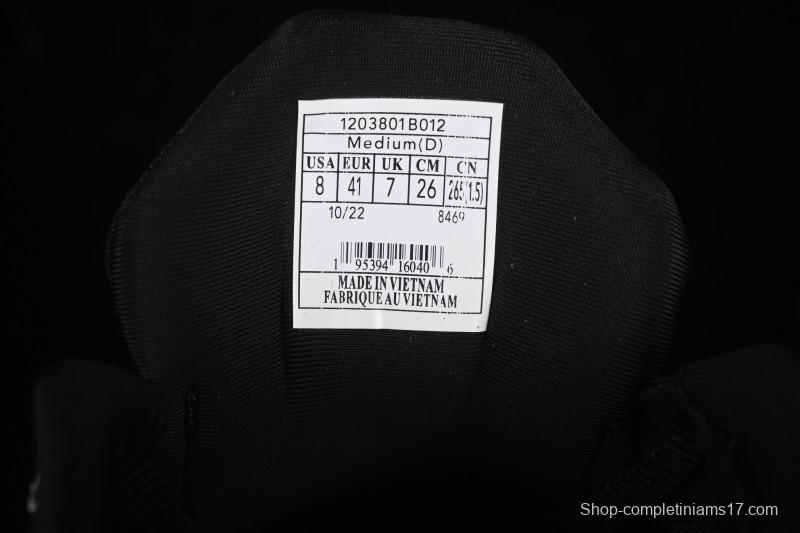 1203801B012
Medium(D)
USA EUR UK CM CN
8 41 7 26 265(1.5)
10/22 8469
1 95394 16040 6
MADE IN VIETNAM
FABRIQUE AU VIETNAM
Shop-completiniams17.com